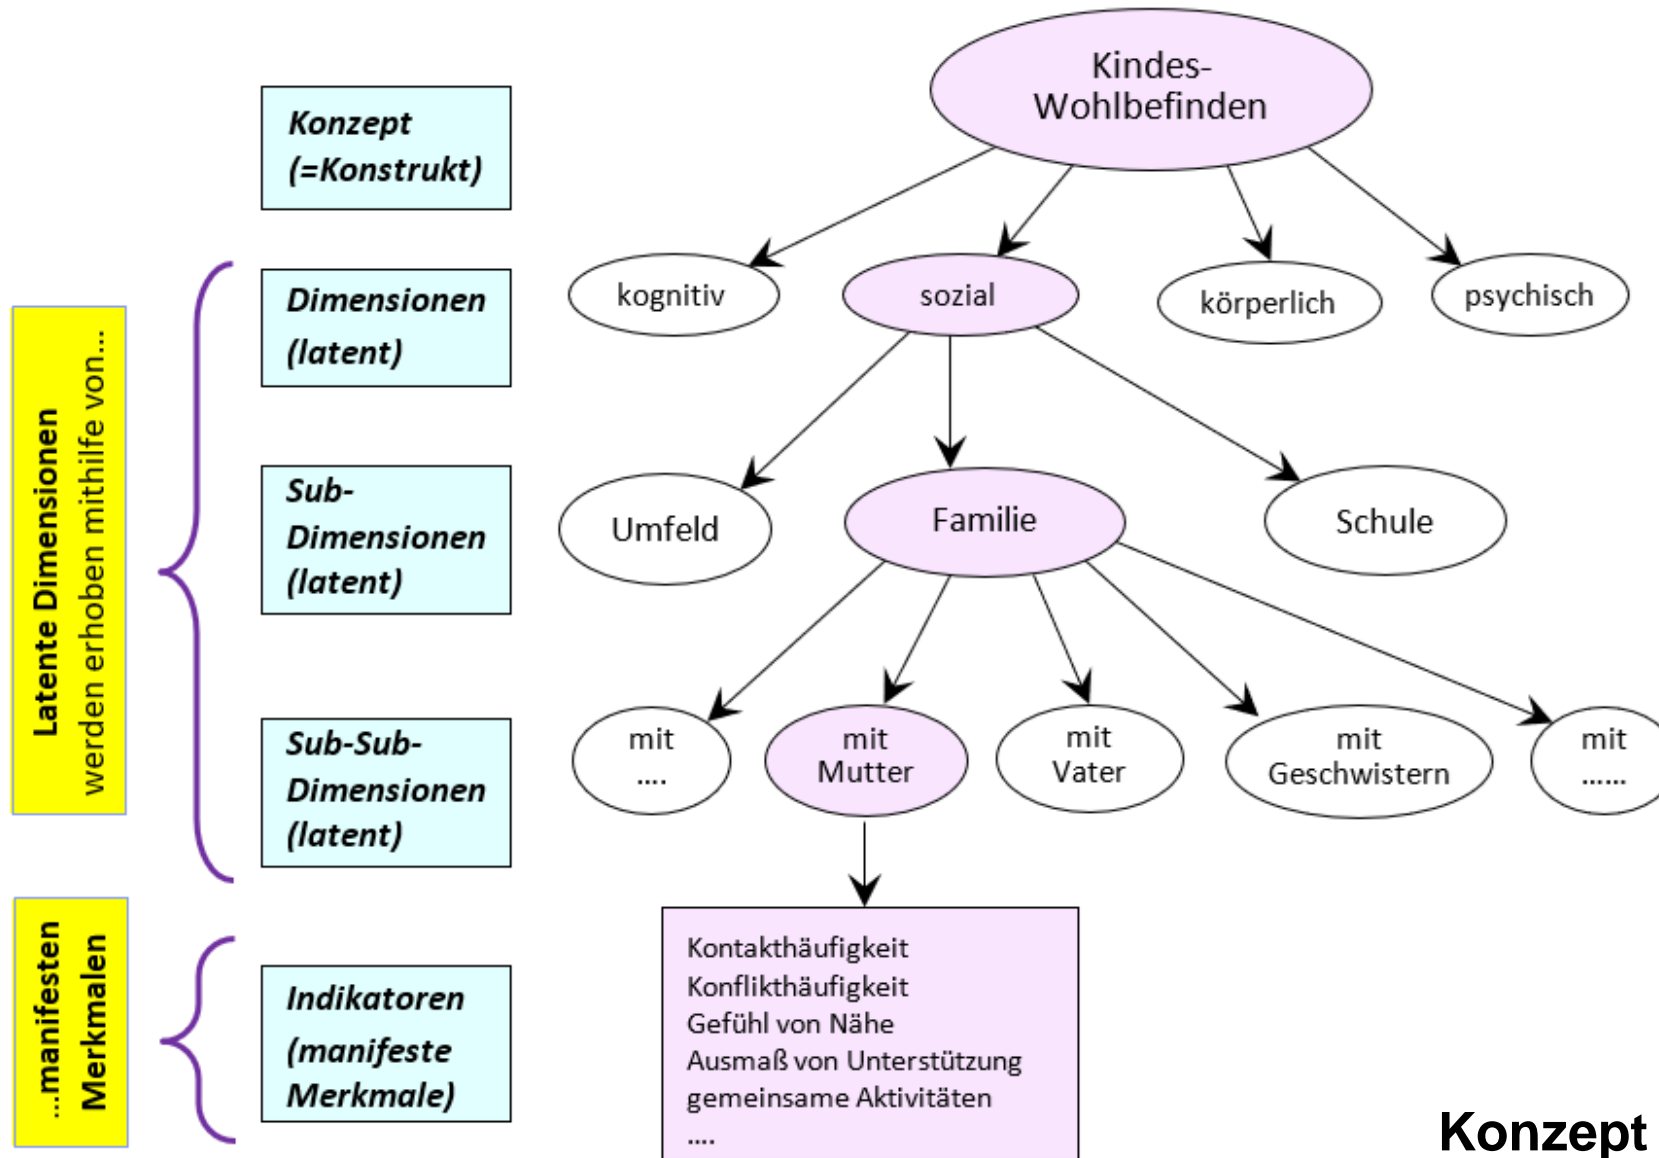 Kindes-
Wohlbefinden
Konzept
(=Konstrukt)
kognitiv
sozial
körperlich
psychisch
Dimensionen
(latent)
Latente Dimensionen
werden erhoben mithilfe von...
Sub-
Dimensionen
(latent)
Umfeld
Familie
Schule
Sub-Sub-
Dimensionen
(latent)
mit
....
mit
Mutter
mit
Vater
mit
Geschwistern
mit
......
...manifesten
Merkmalen
Indikatoren
(manifeste
Merkmale)
Kontakthäufigkeit
Konflikthäufigkeit
Gefühl von Nähe
Ausmaß von Unterstützung
gemeinsame Aktivitäten
....
Konzept